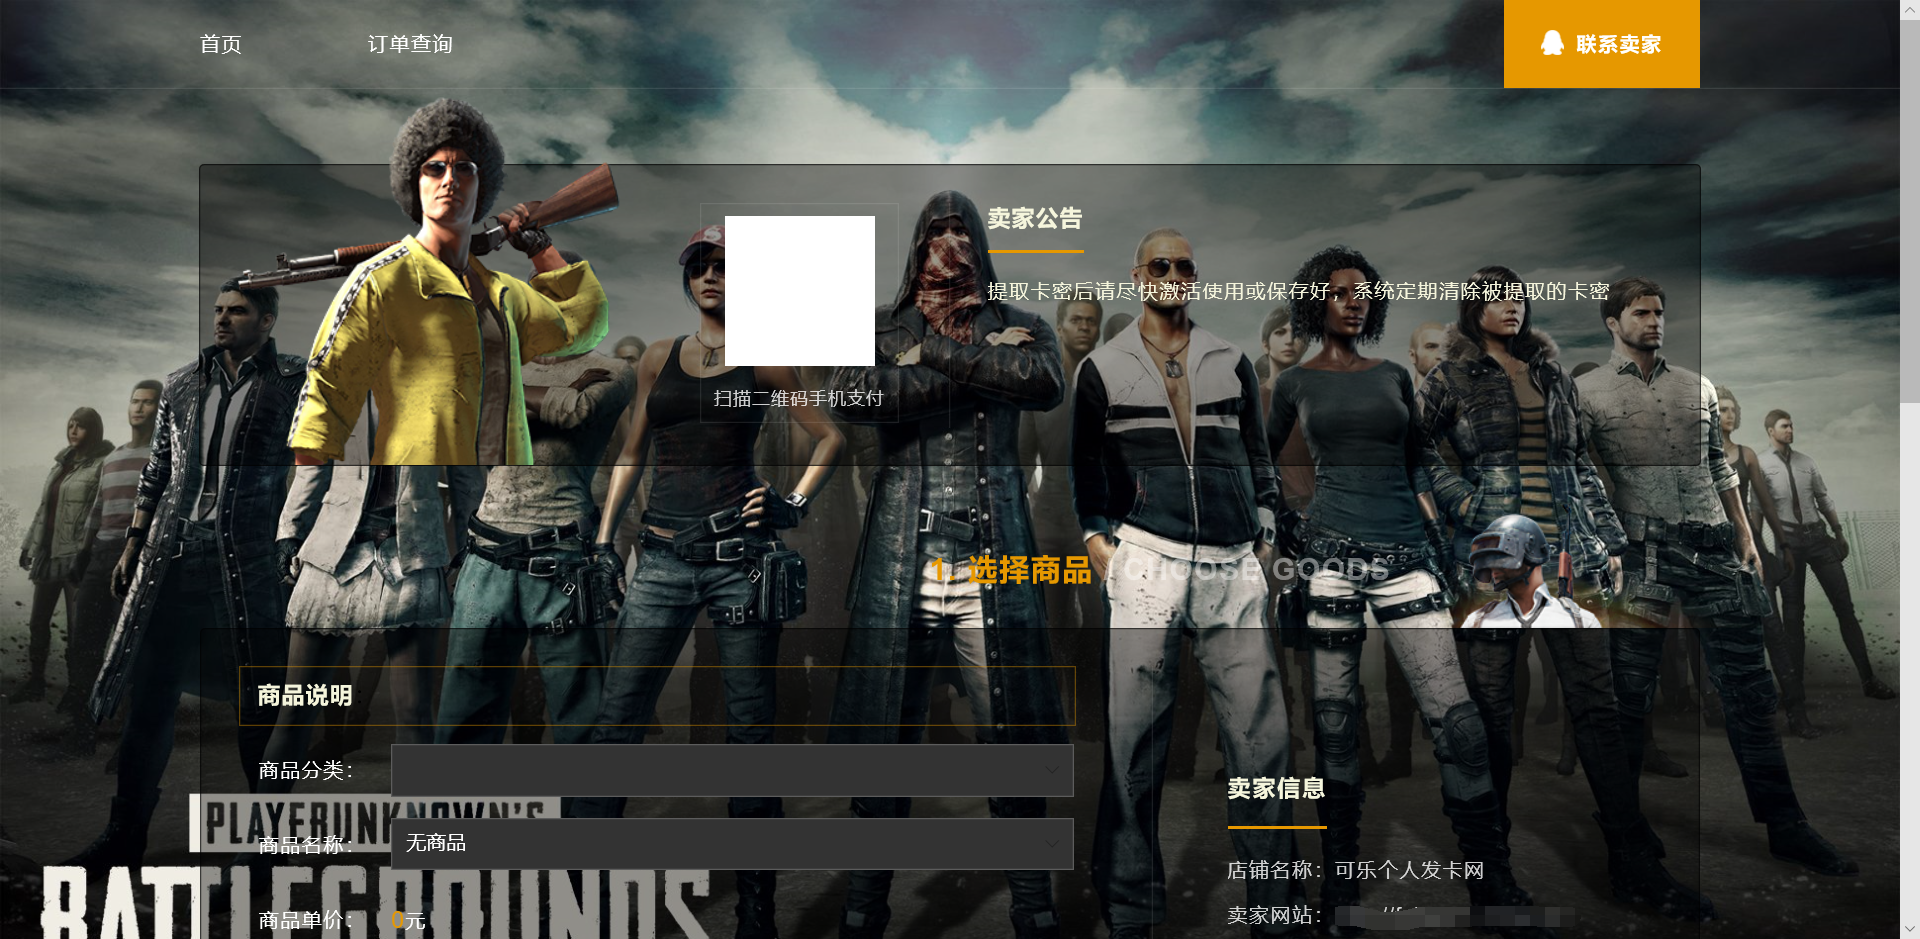 首页
订单查询
联系卖家
卖家公告
提取卡密后请尽快激活使用或保存好，系统定期清除被提取的卡密
扫描二维码手机支付
1. 选择商品 / CHOOSE GOODS
商品说明
商品分类：
PLAYERUNKNOWN'S
商品名称：
无商品
BATTLEGROUNDS
商品单价：
0元
卖家信息
店铺名称：可乐个人发卡网
卖家网站：